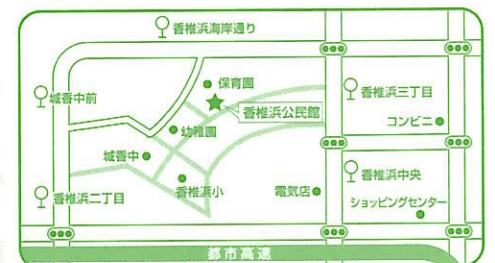 香椎浜海岸通り
保育園
城香中前
香椎浜三丁目
香椎浜公民館
コンビニ
幼稚園
城香中
香椎浜中央
香椎浜二丁目
香椎浜小
電気店
ショッピングセンター
都市高速